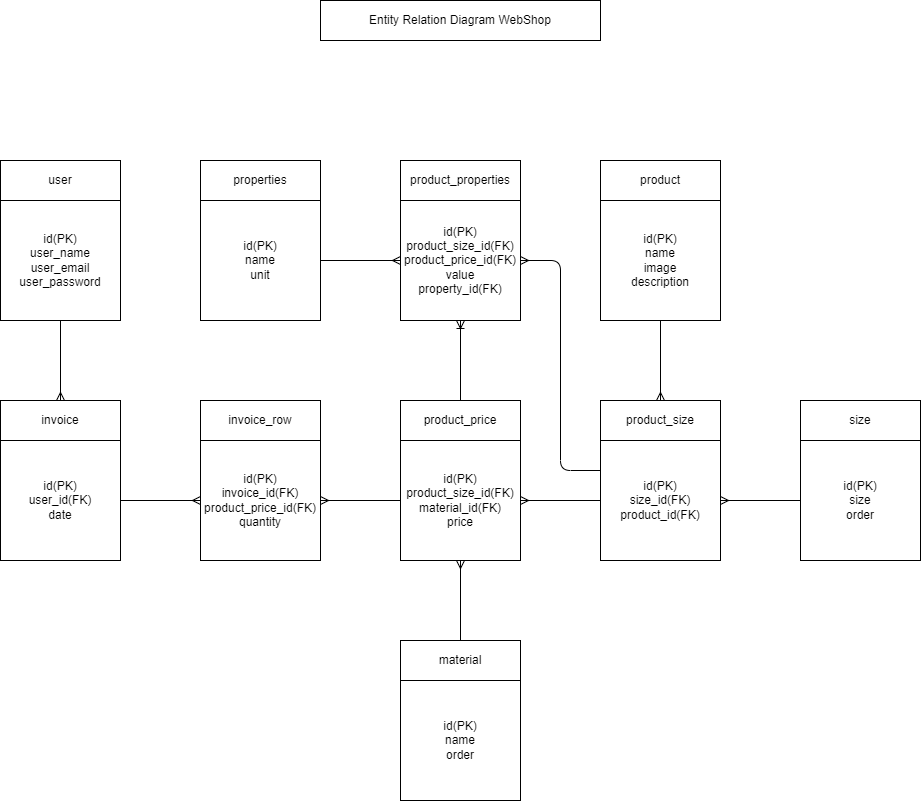 Entity Relation Diagram WebShop
user
id(PK)
user_name
user_email
user_password
properties
id(PK)
name
unit
product_properties
id(PK)
product_size_id(FK)
product_price_id(FK)
value
property_id(FK)
product
id(PK)
name
image
description
invoice
id(PK)
user_id(FK)
date
invoice_row
id(PK)
invoice_id(FK)
product_price_id(FK)
quantity
product_price
id(PK)
product_size_id(FK)
material_id(FK)
price
product_size
id(PK)
size_id(FK)
product_id(FK)
size
id(PK)
size
order
material
id(PK)
name
order